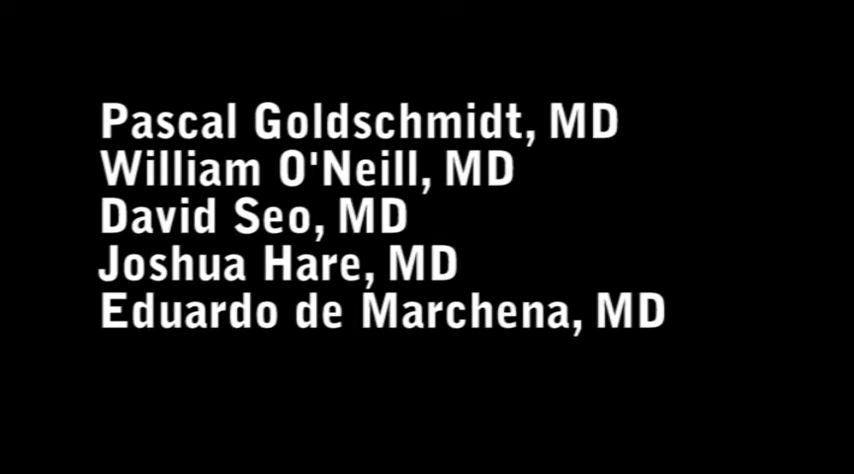 Pascal Goldschmidt, MD
William O'Neill, MD
David Seo, MD
Joshua Hare, MD
Eduardo de Marchena, MD